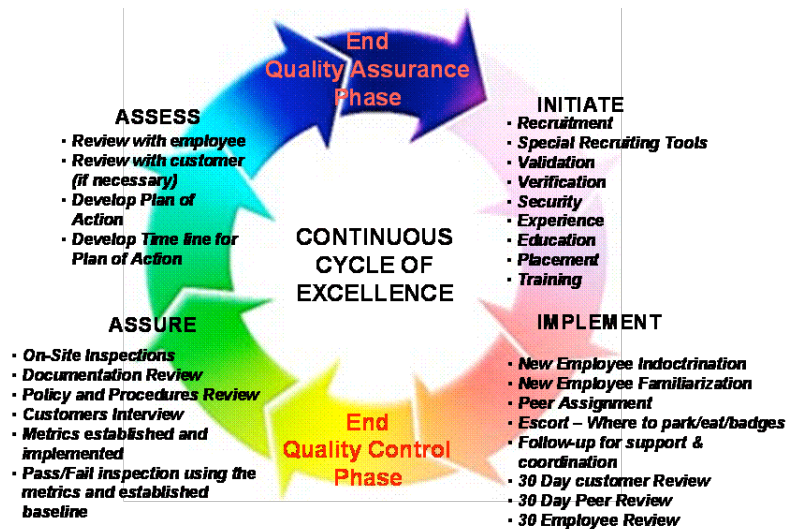 End
Quality Assurance
Phase
ASSESS
· Review with employee
· Review with customer
(if necessary)
· Develop Plan of
Action
· Develop Time line for
Plan of Action
INITIATE
· Recruitment
· Special Recruiting Tools
· Validation
· Verification
· Security
· Experience
· Education
· Placement
· Training
CONTINUOUS
CYCLE OF
EXCELLENCE
ASSURE
· On-Site Inspections
· Documentation Review
· Policy and Procedures Review
· Customers Interview
· Metrics established and
implemented
· Pass/Fail inspection using the
metrics and established
baseline
IMPLEMENT
· New Employee Indoctrination
· New Employee Familiarization
· Peer Assignment
· Escort – Where to park/eat/badges
· Follow-up for support &
coordination
· 30 Day customer Review
· 30 Day Peer Review
· 30 Employee Review
End
Quality Control
Phase